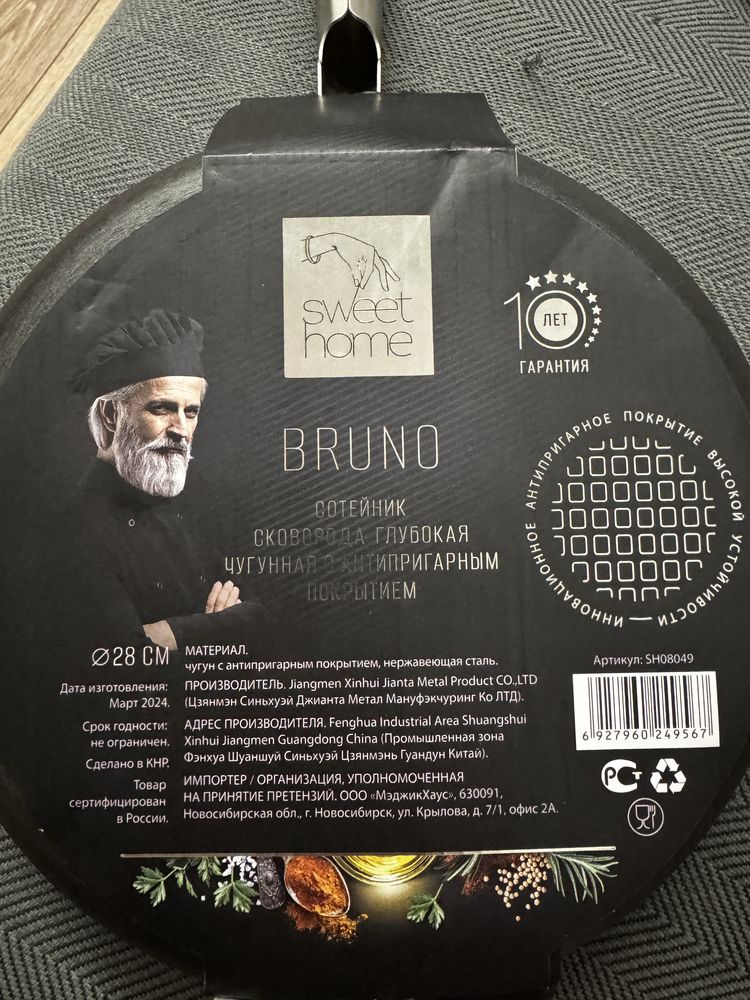 sweet
home
10 ЛЕТ
ГАРАНТИЯ
BRUNO
СОТЕЙНИК
СКОВОРОДА ГЛУБОКАЯ
ЧУГУННАЯ С АНТИПРИГАРНЫМ
ПОКРЫТИЕМ
ИННОВАЦИОННОЕ АНТИПРИГАРНОЕ ПОКРЫТИЕ ВЫСОКОЙ УСТОЙЧИВОСТИ
Ø28 СМ
Дата изготовления:
Март 2024.
Срок годности:
не ограничен.
Сделано в КНР.
Товар
сертифицирован
в России.
МАТЕРИАЛ.
чугун с антипригарным покрытием, нержавеющая сталь.
ПРОИЗВОДИТЕЛЬ. Jiangmen Xinhui Jianta Metal Product CO.,LTD
(Цзянмэн Синьхуэй Джианта Метал Мануфэкчуринг Ко ЛТД).
АДРЕС ПРОИЗВОДИТЕЛЯ. Fenghua Industrial Area Shuangshui
Xinhui Jiangmen Guangdong China (Промышленная зона
Фэнхуа Шуаншуй Синьхуэй Цзянмэнь Гуандун Китай).
ИМПОРТЕР / ОРГАНИЗАЦИЯ, УПОЛНОМОЧЕННАЯ
НА ПРИНЯТИЕ ПРЕТЕНЗИЙ. ООО «МэджикХаус», 630091,
Новосибирская обл., г. Новосибирск, ул. Крылова, д. 7/1, офис 2А.
Артикул: SH08049
6 927960 249567
РСТ